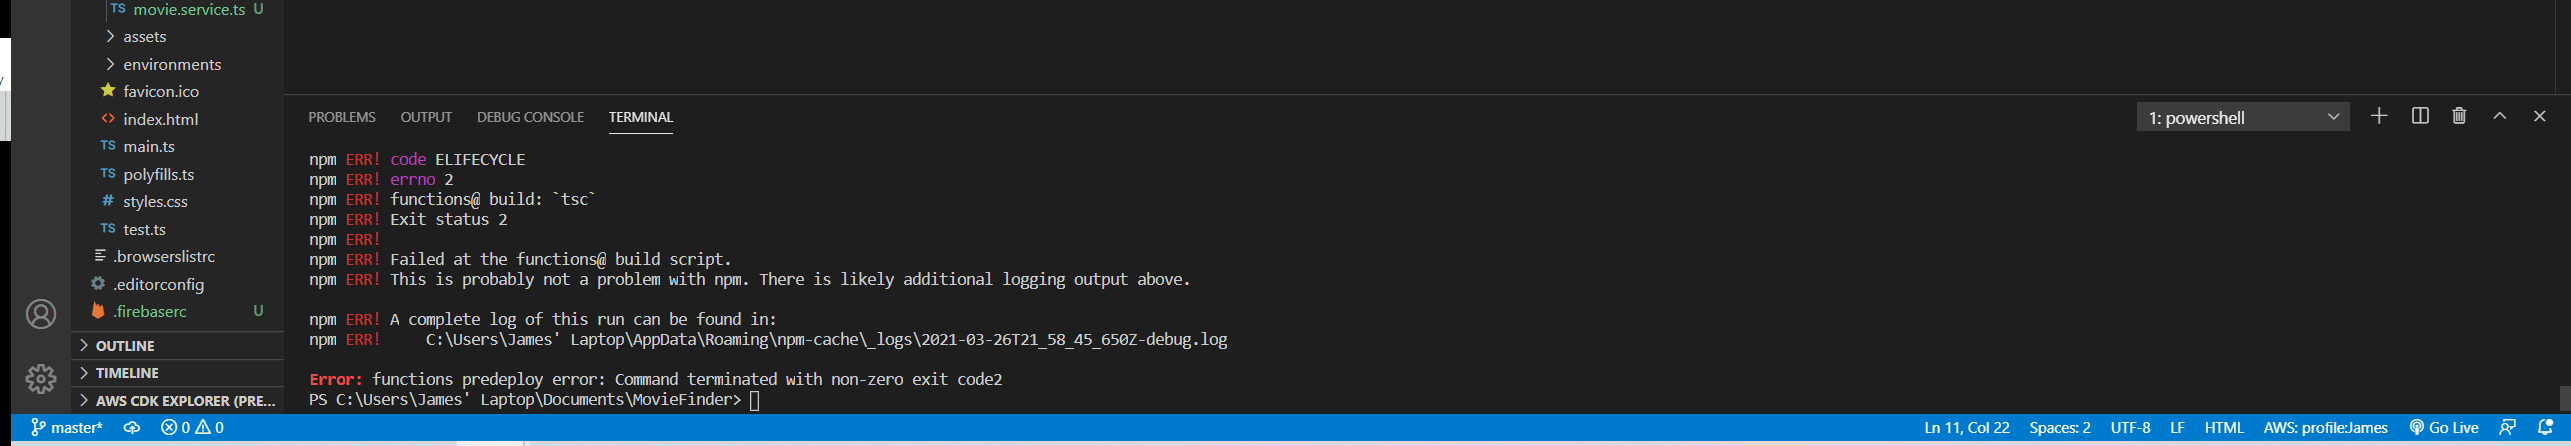 TS movie.service.ts U
assets
environments
favicon.ico
<> index.html
TS main.ts
TS polyfills.ts
# styles.css
TS test.ts
.browserslistrc
.editorconfig
.firebaserc U
OUTLINE
TIMELINE
AWS CDK EXPLORER (PRE...
PROBLEMS OUTPUT DEBUG CONSOLE TERMINAL
1: powershell
npm ERR! code ELIFECYCLE
npm ERR! errno 2
npm ERR! functions@ build: `tsc`
npm ERR! Exit status 2
npm ERR!
npm ERR! Failed at the functions@ build script.
npm ERR! This is probably not a problem with npm. There is likely additional logging output above.
npm ERR! A complete log of this run can be found in:
npm ERR!     C:\Users\James' Laptop\AppData\Roaming\npm-cache\_logs\2021-03-26T21_58_45_650Z-debug.log
Error: functions predeploy error: Command terminated with non-zero exit code2
PS C:\Users\James' Laptop\Documents\MovieFinder>
master* 0 0 Ln 11, Col 22 Spaces: 2 UTF-8 LF HTML AWS: profile:James Go Live